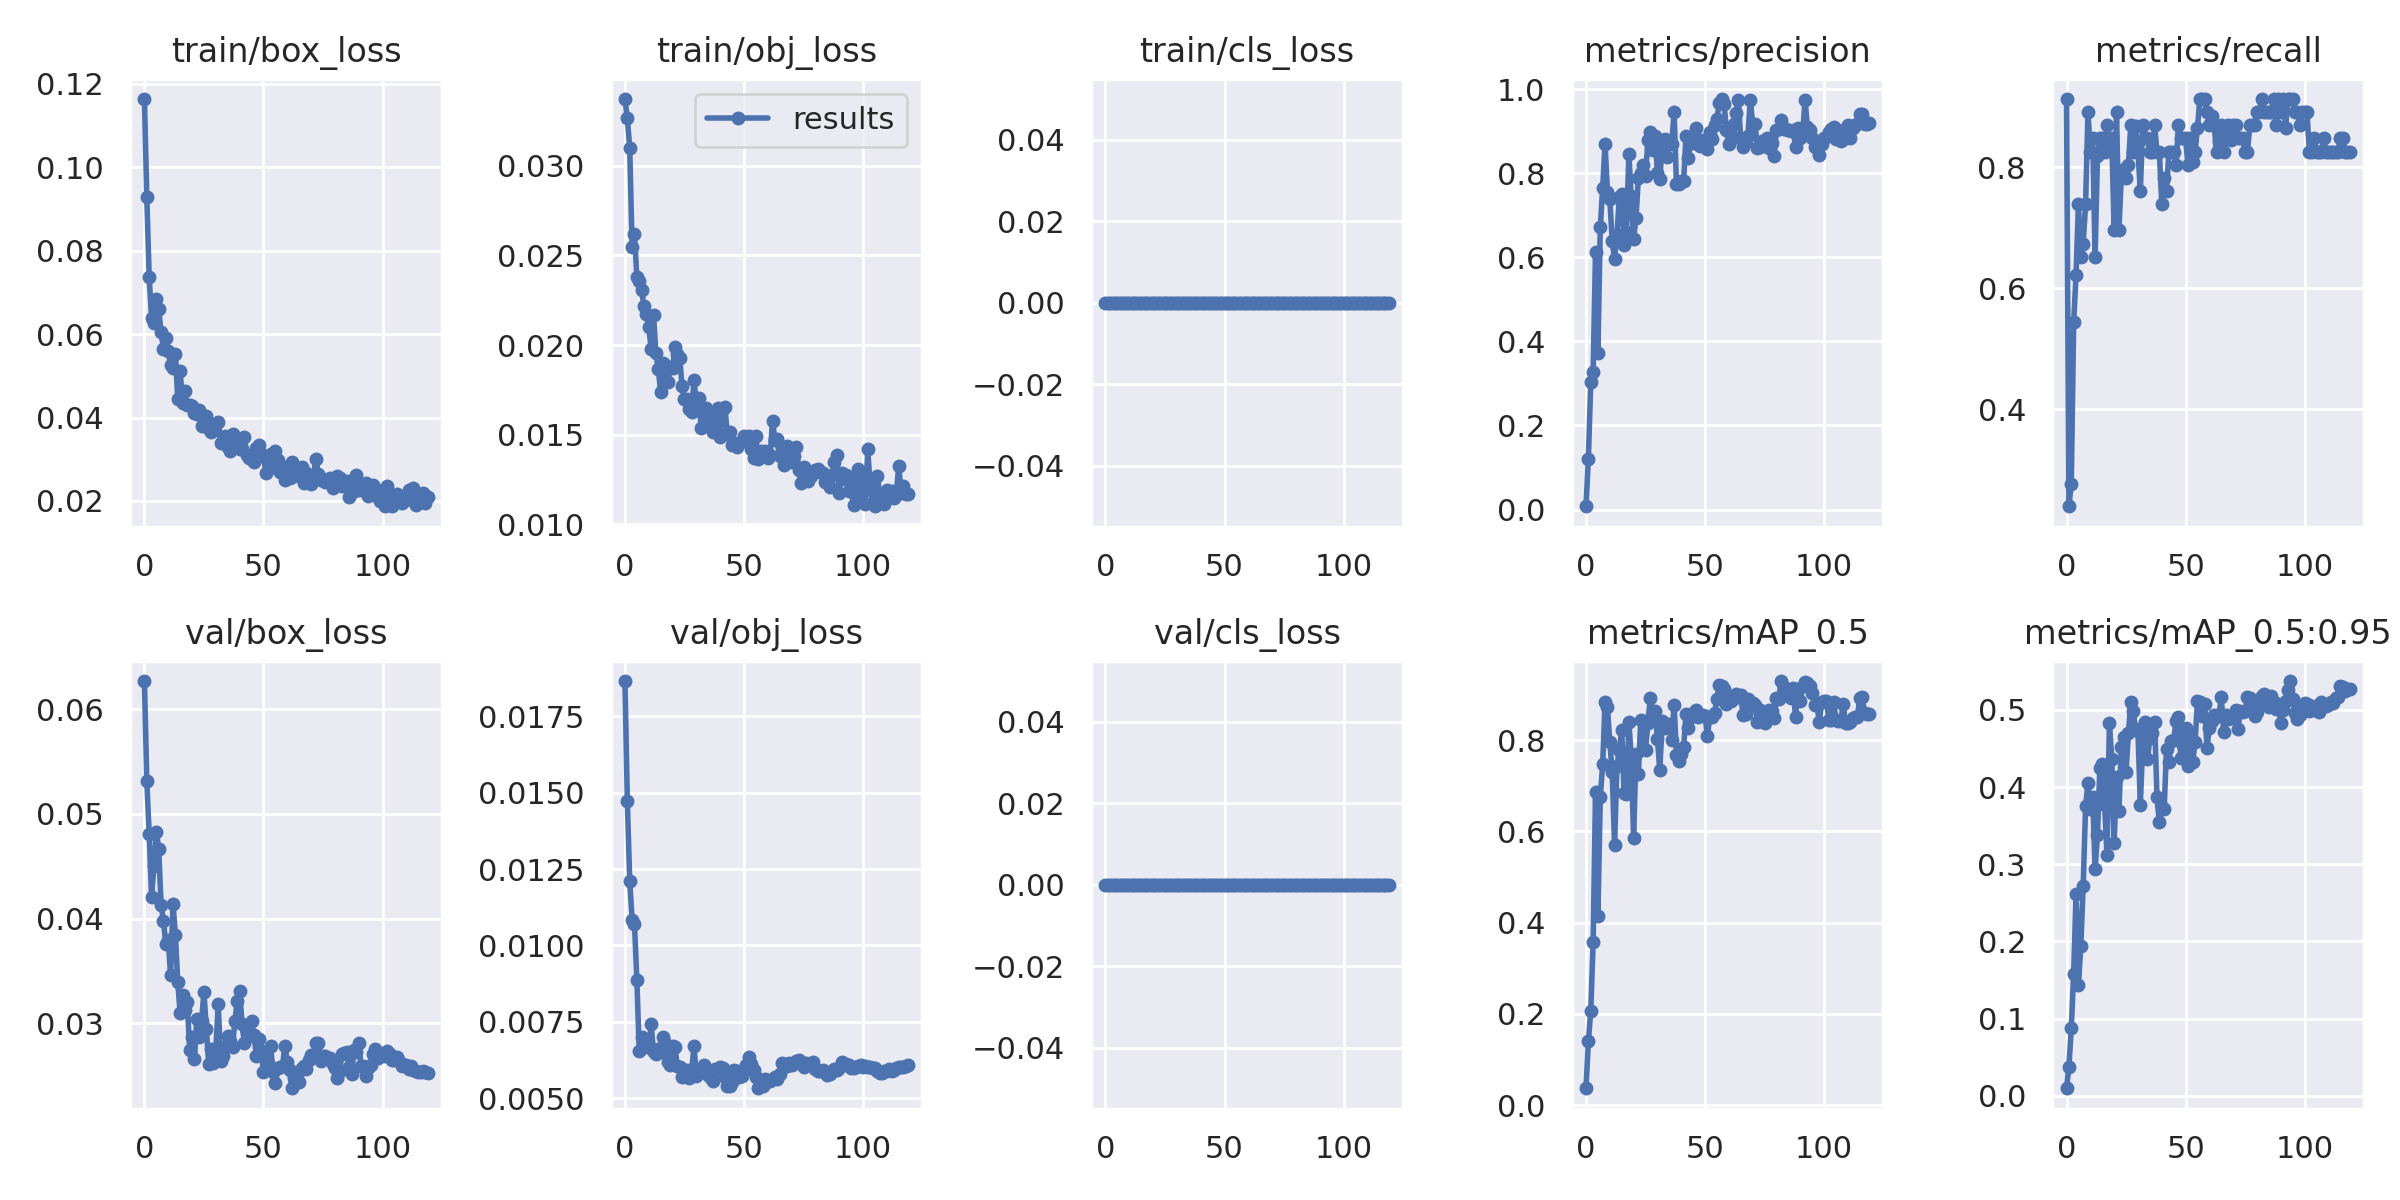 train/box_loss
0.12
0.10
0.08
0.06
0.04
0.02
0 50 100
train/obj_loss
results
0.030
0.025
0.020
0.015
0.010
0 50 100
train/cls_loss
0.04
0.02
0.00
−0.02
−0.04
0 50 100
metrics/precision
1.0
0.8
0.6
0.4
0.2
0.0
0 50 100
metrics/recall
0.8
0.6
0.4
0 50 100
val/box_loss
0.06
0.05
0.04
0.03
0 50 100
val/obj_loss
0.0175
0.0150
0.0125
0.0100
0.0075
0.0050
0 50 100
val/cls_loss
0.04
0.02
0.00
−0.02
−0.04
0 50 100
metrics/mAP_0.5
0.8
0.6
0.4
0.2
0.0
0 50 100
metrics/mAP_0.5:0.95
0.5
0.4
0.3
0.2
0.1
0.0
0 50 100